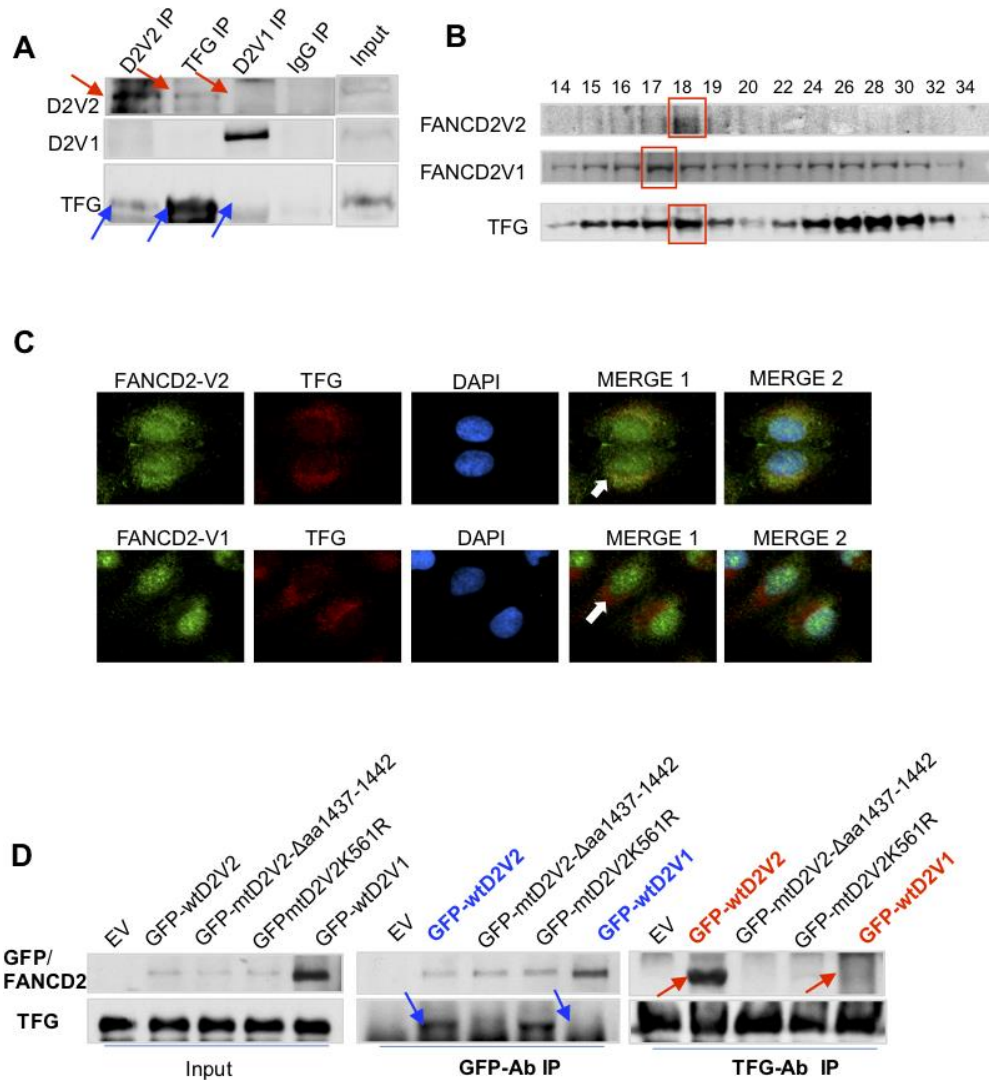 A
D2V2 IP
TFG IP
D2V1 IP
IgG IP
Input
D2V2
D2V1
TFG
B
14 15 16 17 18 19 20 22 24 26 28 30 32 34
FANCD2V2
FANCD2V1
TFG
C
FANCD2-V2 TFG DAPI MERGE 1 MERGE 2
FANCD2-V1 TFG DAPI MERGE 1 MERGE 2
D
EV
GFP-wtD2V2
GFP-mtD2V2-Δaa1437-1442
GFPmtD2V2K561R
GFP-wtD2V1
EV
GFP-wtD2V2
GFP-mtD2V2-Δaa1437-1442
GFP-mtD2V2K561R
GFP-wtD2V1
EV
GFP-wtD2V2
GFP-mtD2V2-Δaa1437-1442
GFP-mtD2V2K561R
GFP-wtD2V1
GFP/
FANCD2
TFG
Input
GFP-Ab IP
TFG-Ab IP